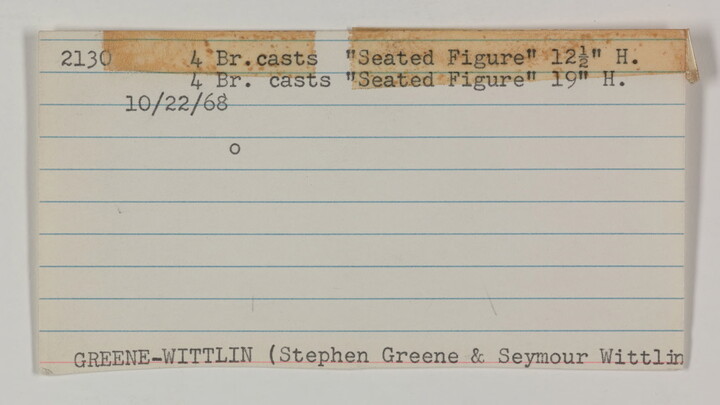 2130 4 Br.casts "Seated Figure" 12½" H.
4 Br. casts "Seated Figure" 19" H.
10/22/68
o
GREENE-WITTLIN (Stephen Greene & Seymour Wittlin